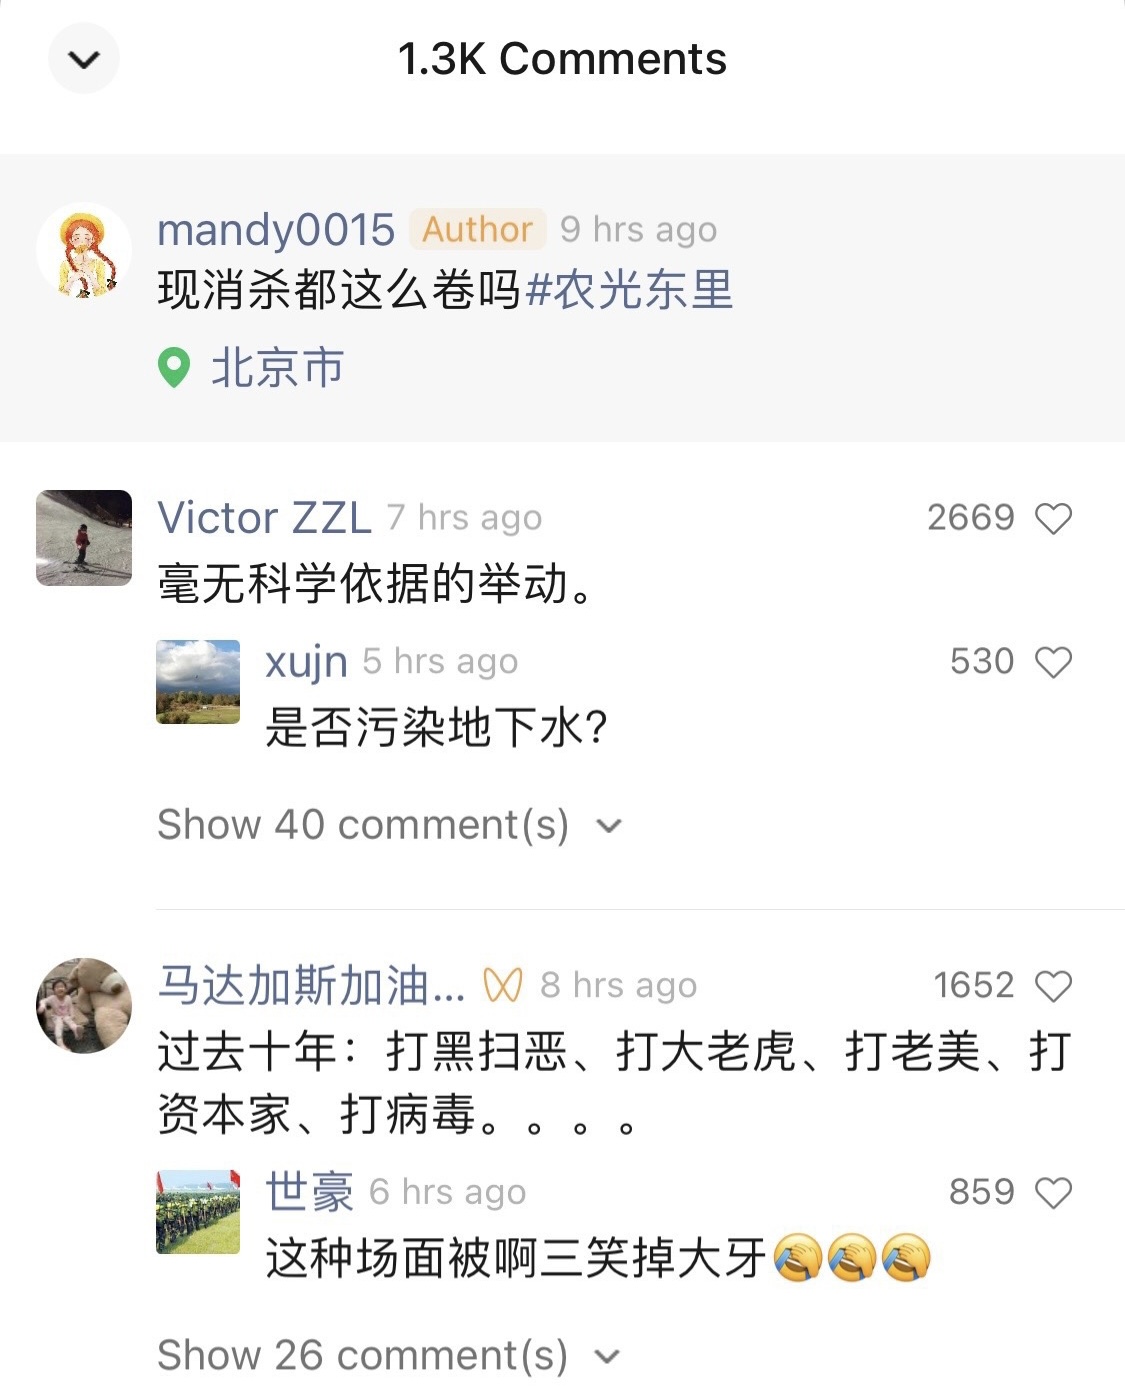 1.3K Comments
mandy0015 Author 9 hrs ago
现消杀都这么卷吗#农光东里
北京市
Victor ZZL 7 hrs ago 2669
毫无科学依据的举动。
xujn 5 hrs ago 530
是否污染地下水?
Show 40 comment(s)
马达加斯加油... 8 hrs ago 1652
过去十年：打黑扫恶、打大老虎、打老美、打
资本家、打病毒。。。。
世豪 6 hrs ago 859
这种场面被啊三笑掉大牙🤣🤣🤣
Show 26 comment(s)